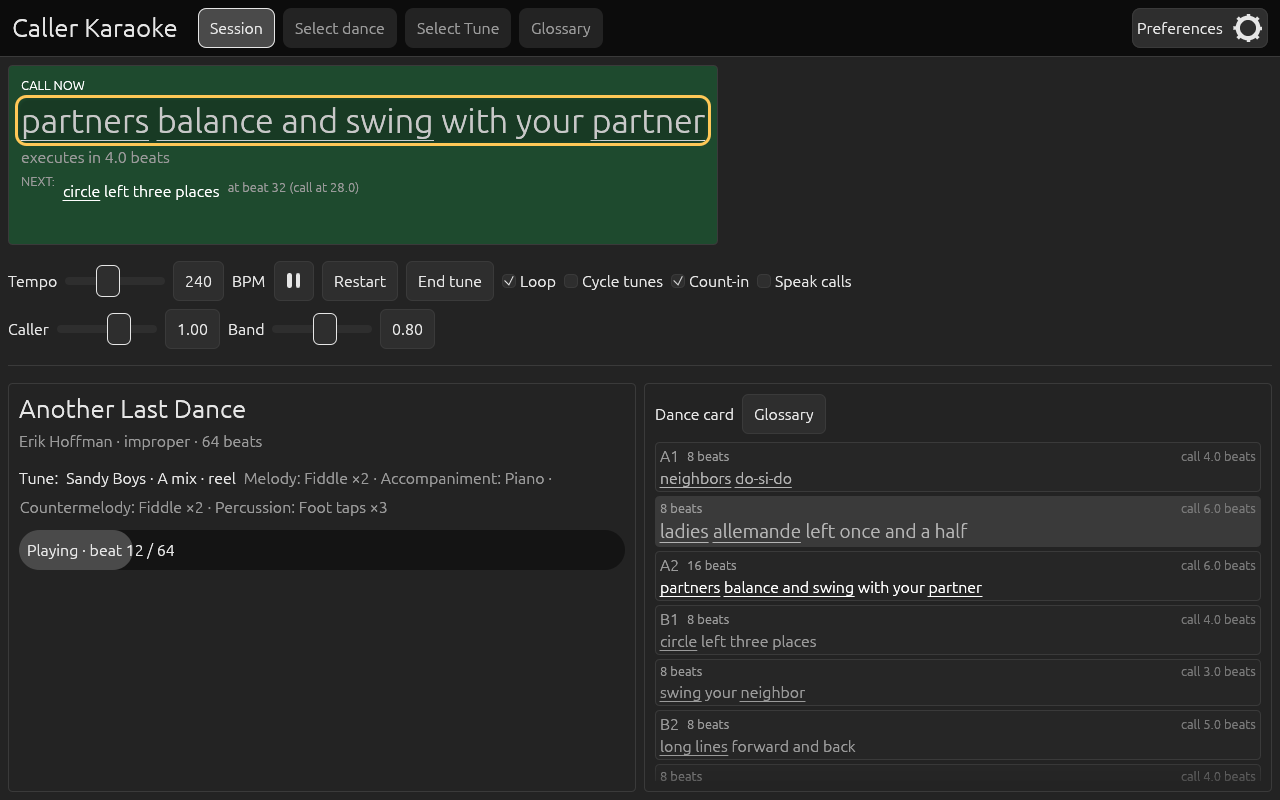 Caller Karaoke Session Select dance Select Tune Glossary Preferences
CALL NOW
partners balance and swing with your partner
executes in 4.0 beats
NEXT: circle left three places at beat 32 (call at 28.0)
Tempo 240 BPM Restart End tune Loop Cycle tunes Count-in Speak calls
Caller 1.00 Band 0.80
Another Last Dance
Erik Hoffman · improper · 64 beats
Tune: Sandy Boys · A mix · reel Melody: Fiddle ×2 · Accompaniment: Piano ·
Countermelody: Fiddle ×2 · Percussion: Foot taps ×3
Playing · beat 12 / 64
Dance card Glossary
A1 8 beats call 4.0 beats
neighbors do-si-do
8 beats call 6.0 beats
ladies allemande left once and a half
A2 16 beats call 6.0 beats
partners balance and swing with your partner
B1 8 beats call 4.0 beats
circle left three places
8 beats call 3.0 beats
swing your neighbor
B2 8 beats call 5.0 beats
long lines forward and back
8 beats call 4.0 beats